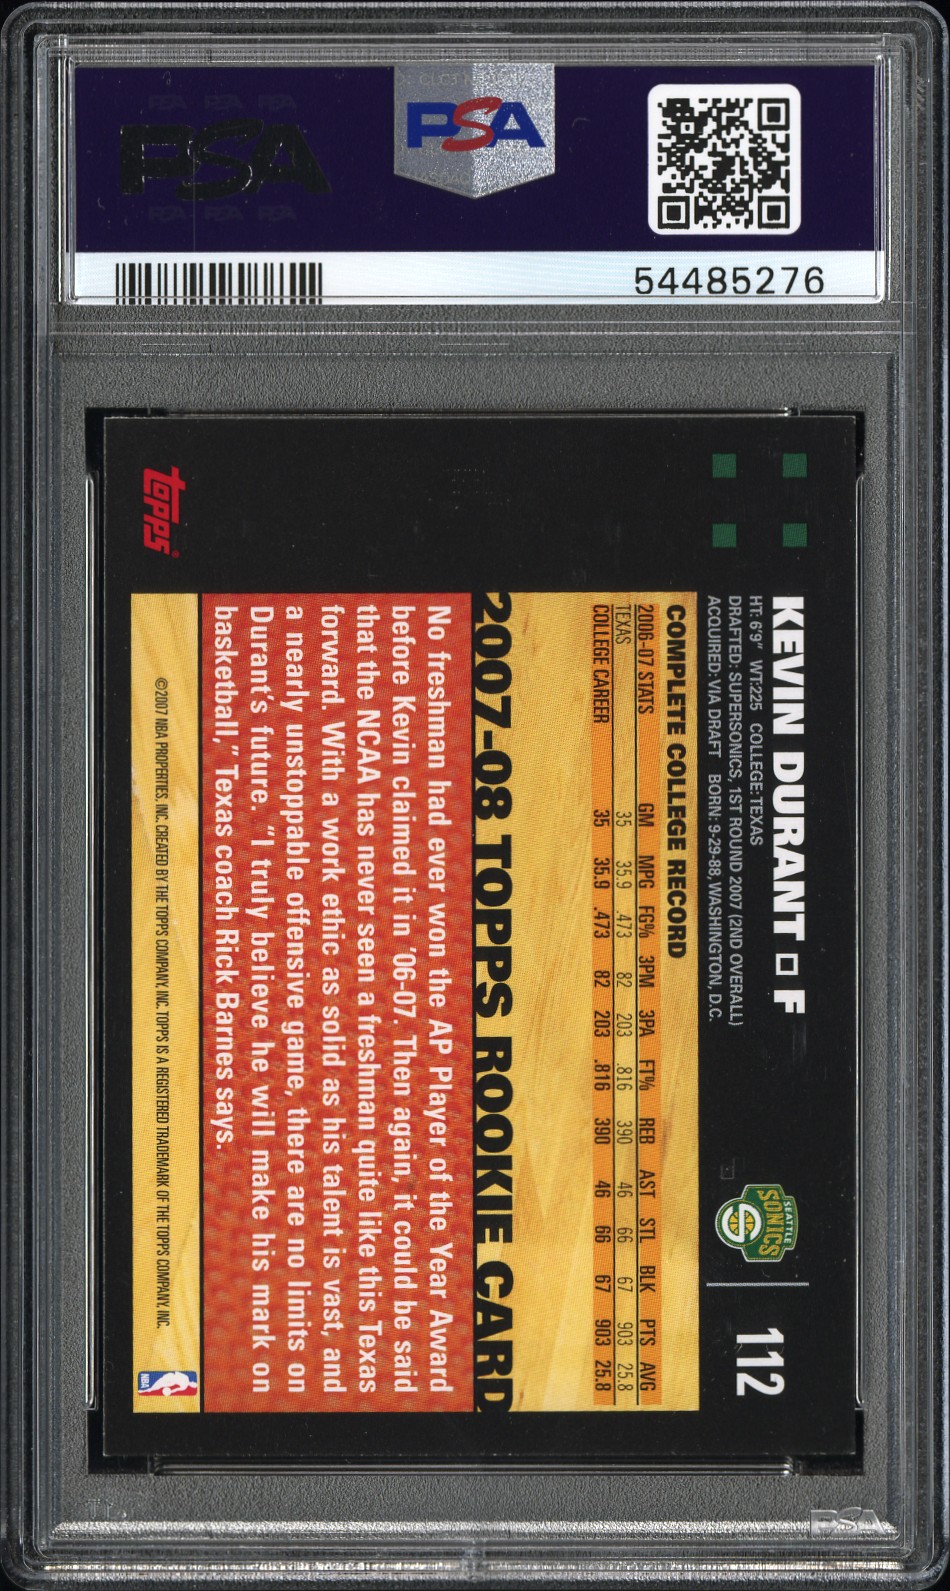 PSA PSA PSA
PSA
PSA PSA PSA
PSA
54485276
topps®
KEVIN DURANT F
HT: 6'9" WT:225 COLLEGE: TEXAS
DRAFTED: SUPERSONICS, 1ST ROUND 2007 (2ND OVERALL)
ACQUIRED: VIA DRAFT BORN: 9-29-88, WASHINGTON, D.C.
SEATTLE
SONICS
112
COMPLETE COLLEGE RECORD
2006-07 STATS GM MPG FG% 3PM 3PA FT% REB AST STL BLK PTS AVG
TEXAS 35 35.9 .473 82 203 .816 390 46 66 67 903 25.8
COLLEGE CAREER 35 35.9 .473 82 203 .816 390 46 66 67 903 25.8
2007-08 TOPPS ROOKIE CARD
No freshman had ever won the AP Player of the Year Award
before Kevin claimed it in '06-07. Then again, it could be said
that the NCAA has never seen a freshman quite like this Texas
forward. With a work ethic as solid as his talent is vast, and
a nearly unstoppable offensive game, there are no limits on
Durant's future. "I truly believe he will make his mark on
basketball," Texas coach Rick Barnes says.
©2007 NBA PROPERTIES, INC. CREATED BY THE TOPPS COMPANY, INC. TOPPS IS A REGISTERED TRADEMARK OF THE TOPPS COMPANY, INC.
NBA
PSA